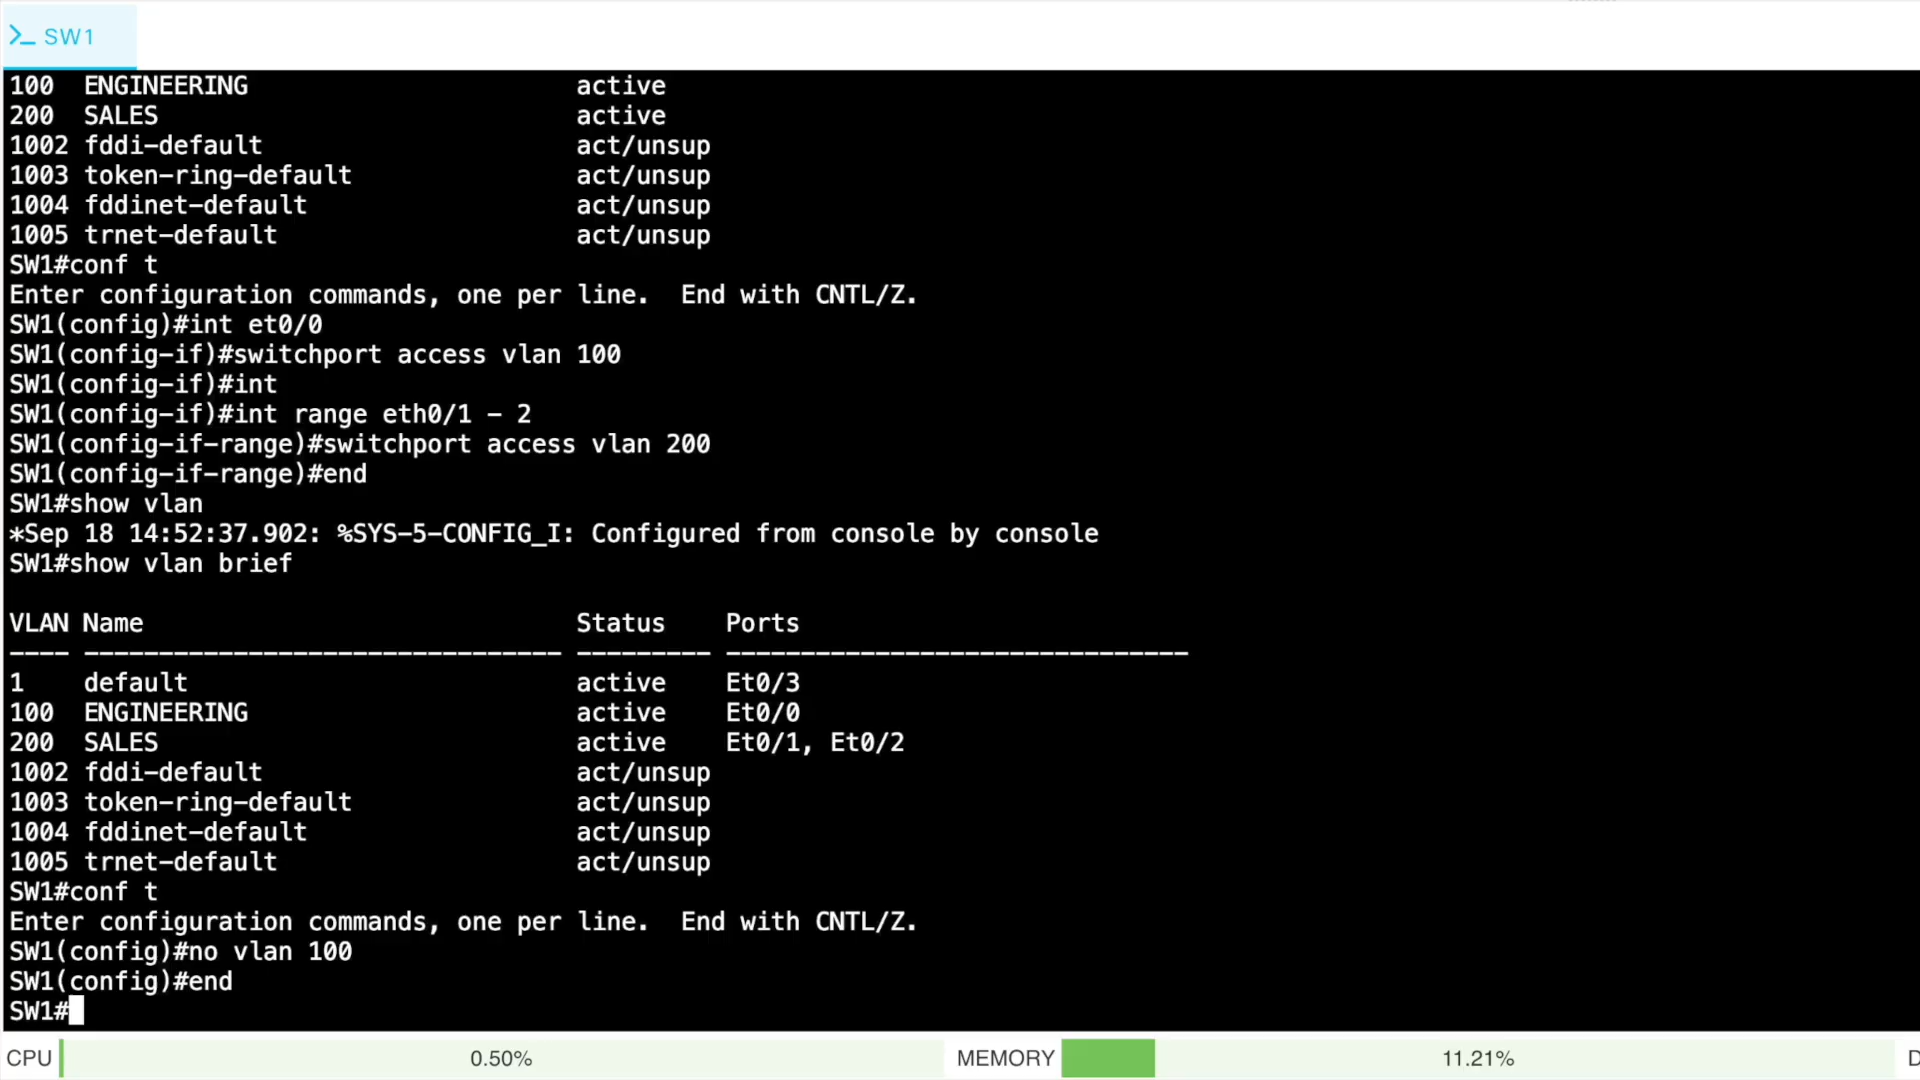 >_ SW1
100  ENGINEERING                      active
200  SALES                            active
1002 fddi-default                     act/unsup
1003 token-ring-default               act/unsup
1004 fddinet-default                  act/unsup
1005 trnet-default                    act/unsup
SW1#conf t
Enter configuration commands, one per line.  End with CNTL/Z.
SW1(config)#int et0/0
SW1(config-if)#switchport access vlan 100
SW1(config-if)#int
SW1(config-if)#int range eth0/1 - 2
SW1(config-if-range)#switchport access vlan 200
SW1(config-if-range)#end
SW1#show vlan
*Sep 18 14:52:37.902: %SYS-5-CONFIG_I: Configured from console by console
SW1#show vlan brief
VLAN Name                             Status    Ports
---- -------------------------------- --------- -------------------------------
1    default                          active    Et0/3
100  ENGINEERING                      active    Et0/0
200  SALES                            active    Et0/1, Et0/2
1002 fddi-default                     act/unsup
1003 token-ring-default               act/unsup
1004 fddinet-default                  act/unsup
1005 trnet-default                    act/unsup
SW1#conf t
Enter configuration commands, one per line.  End with CNTL/Z.
SW1(config)#no vlan 100
SW1(config)#end
SW1#
CPU 0.50% MEMORY 11.21% D